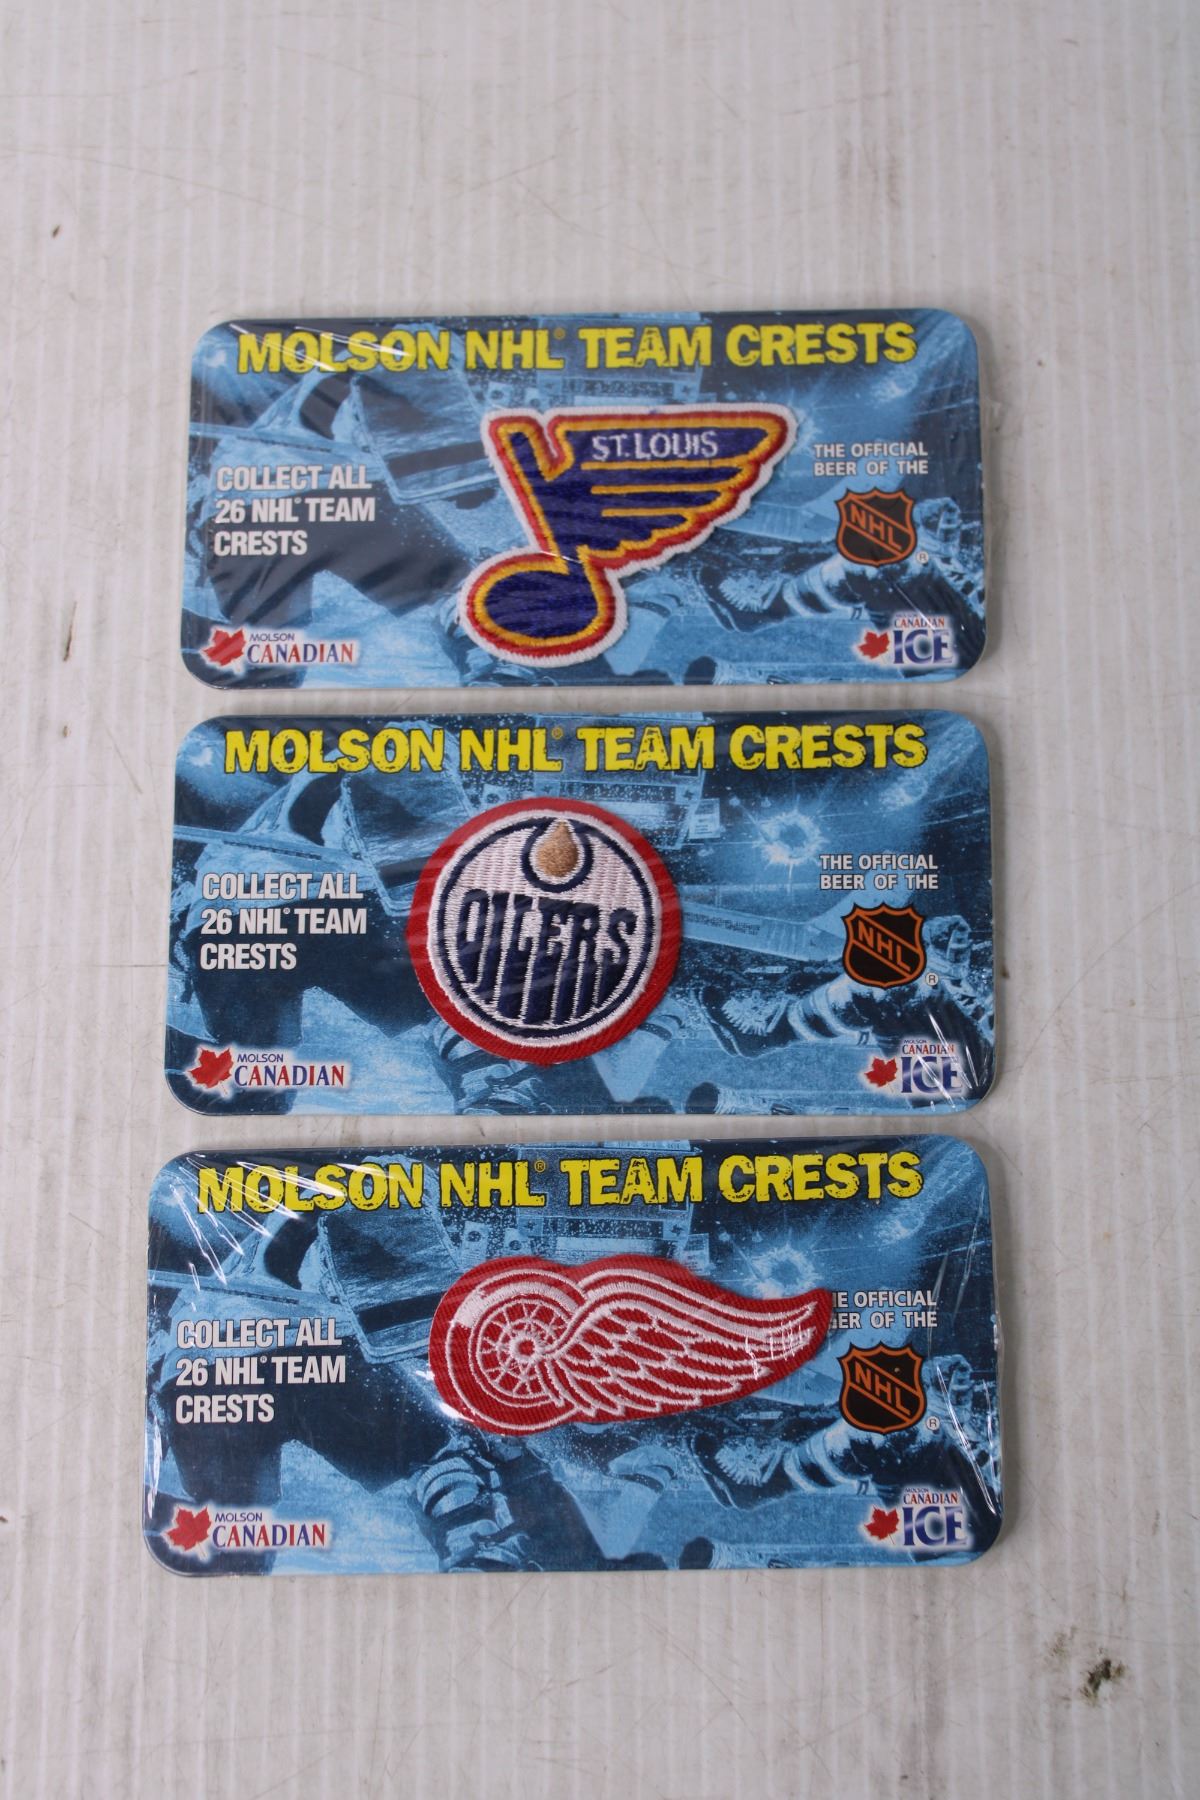 MOLSON NHL® TEAM CRESTS
ST. LOUIS
COLLECT ALL
26 NHL® TEAM
CRESTS
THE OFFICIAL
BEER OF THE
NHL
®
MOLSON
CANADIAN
MOLSON
CANADIAN
ICE
MOLSON NHL® TEAM CRESTS
COLLECT ALL
26 NHL® TEAM
CRESTS
OILERS
THE OFFICIAL
BEER OF THE
NHL
®
MOLSON
CANADIAN
MOLSON
CANADIAN
ICE
MOLSON NHL® TEAM CRESTS
COLLECT ALL
26 NHL® TEAM
CRESTS
E OFFICIAL
ER OF THE
NHL
®
MOLSON
CANADIAN
MOLSON
CANADIAN
ICE